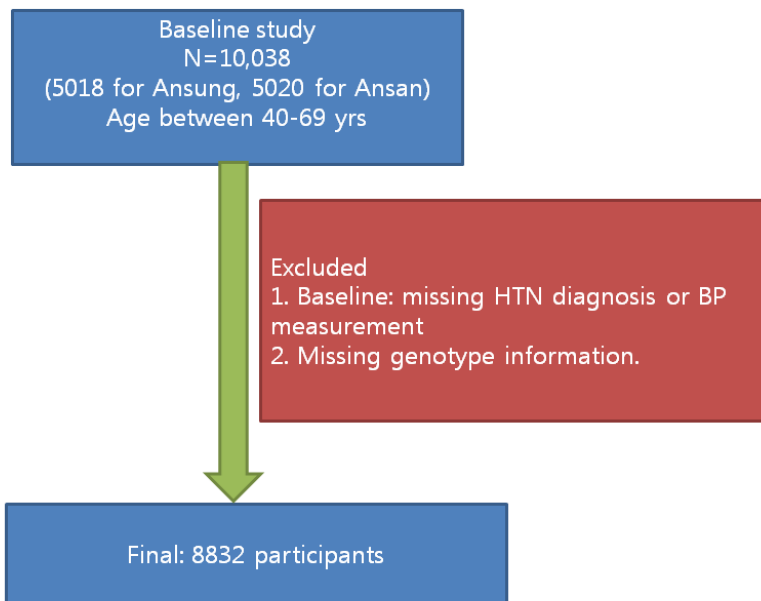 Baseline study
N=10,038
(5018 for Ansung, 5020 for Ansan)
Age between 40-69 yrs
Excluded
1. Baseline: missing HTN diagnosis or BP
measurement
2. Missing genotype information.
Final: 8832 participants